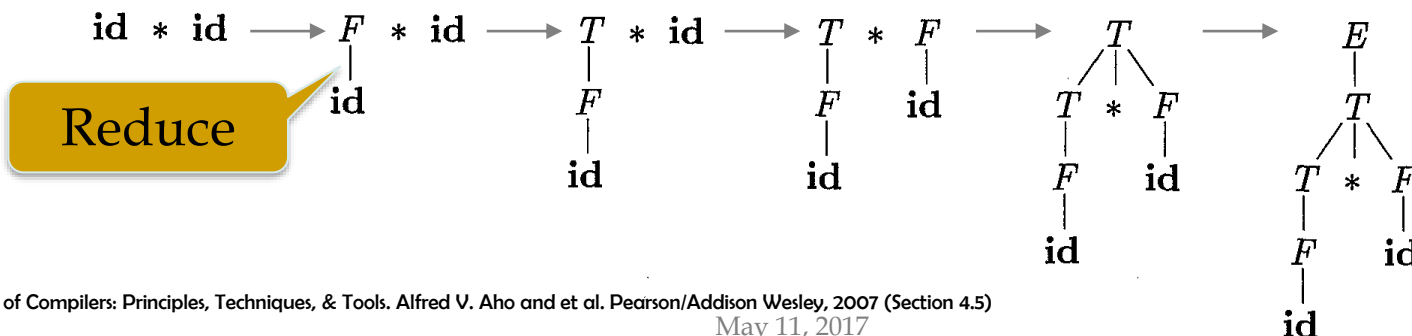 id * id → F * id → T * id → T * F → T → E
id F F id T * F T
Reduce
id id F id T * F
id F id
id
of Compilers: Principles, Techniques, & Tools. Alfred V. Aho and et al. Pearson/Addison Wesley, 2007 (Section 4.5)
May 11, 2017
id